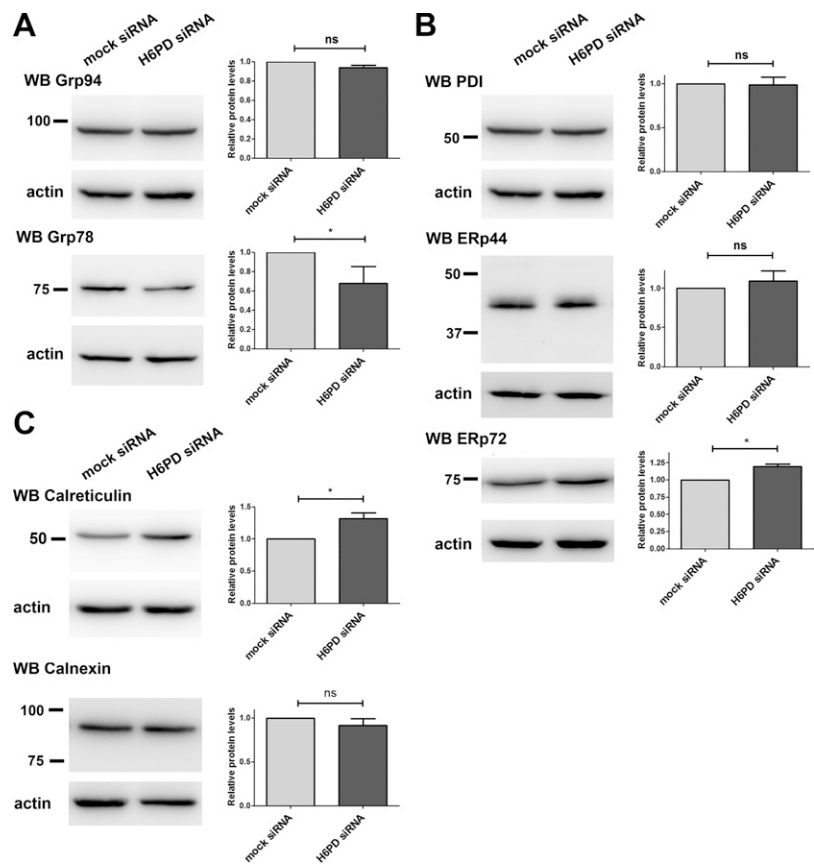 A
mock siRNA
H6PD siRNA
WB Grp94
100
actin
ns
Relative protein levels
1.0
0.8
0.6
0.4
0.2
0.0
mock siRNA
H6PD siRNA
WB Grp78
75
actin
*
Relative protein levels
1.0
0.8
0.6
0.4
0.2
0.0
mock siRNA
H6PD siRNA
B
mock siRNA
H6PD siRNA
WB PDI
50
actin
ns
Relative protein levels
1.0
0.5
0.0
mock siRNA
H6PD siRNA
WB ERp44
50
37
actin
ns
Relative protein levels
1.0
0.5
0.0
mock siRNA
H6PD siRNA
WB ERp72
75
actin
*
Relative protein levels
1.25
1.00
0.75
0.50
0.25
0.00
mock siRNA
H6PD siRNA
C
mock siRNA
H6PD siRNA
WB Calreticulin
50
actin
*
Relative protein levels
1.5
1.0
0.5
0.0
mock siRNA
H6PD siRNA
WB Calnexin
100
75
actin
ns
Relative protein levels
1.0
0.8
0.6
0.4
0.2
0.0
mock siRNA
H6PD siRNA